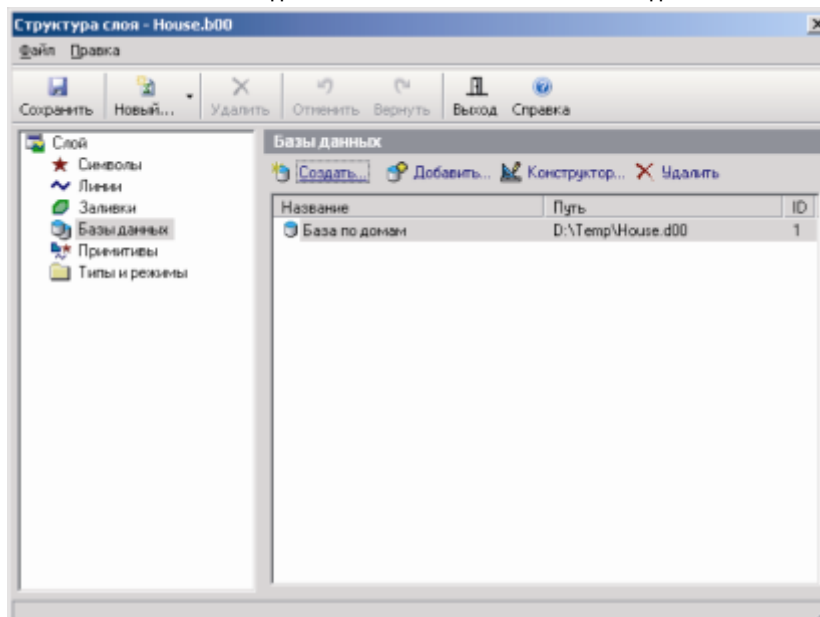 Структура слоя - House.b00
Файл Правка
Сохранить Новый... Удалить Отменить Вернуть Выход Справка
Слой
Символы
Линии
Заливки
Базы данных
Примитивы
Типы и режимы
Базы данных
Создать... Добавить... Конструктор... Удалить
Название Путь ID
База по домам D:\Temp\House.d00 1